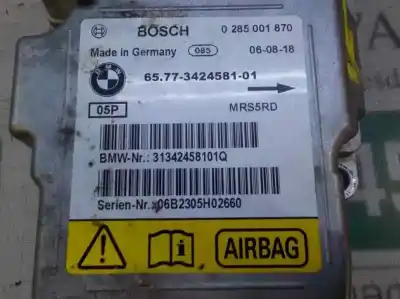 BOSCH 0 285 001 870
Made in Germany 085 06-08-18
BMW
65.77-3424581-01
05P MRS5RD
BMW-Nr.: 31342458101Q
Serien-Nr.: 06B2305H02660
AIRBAG